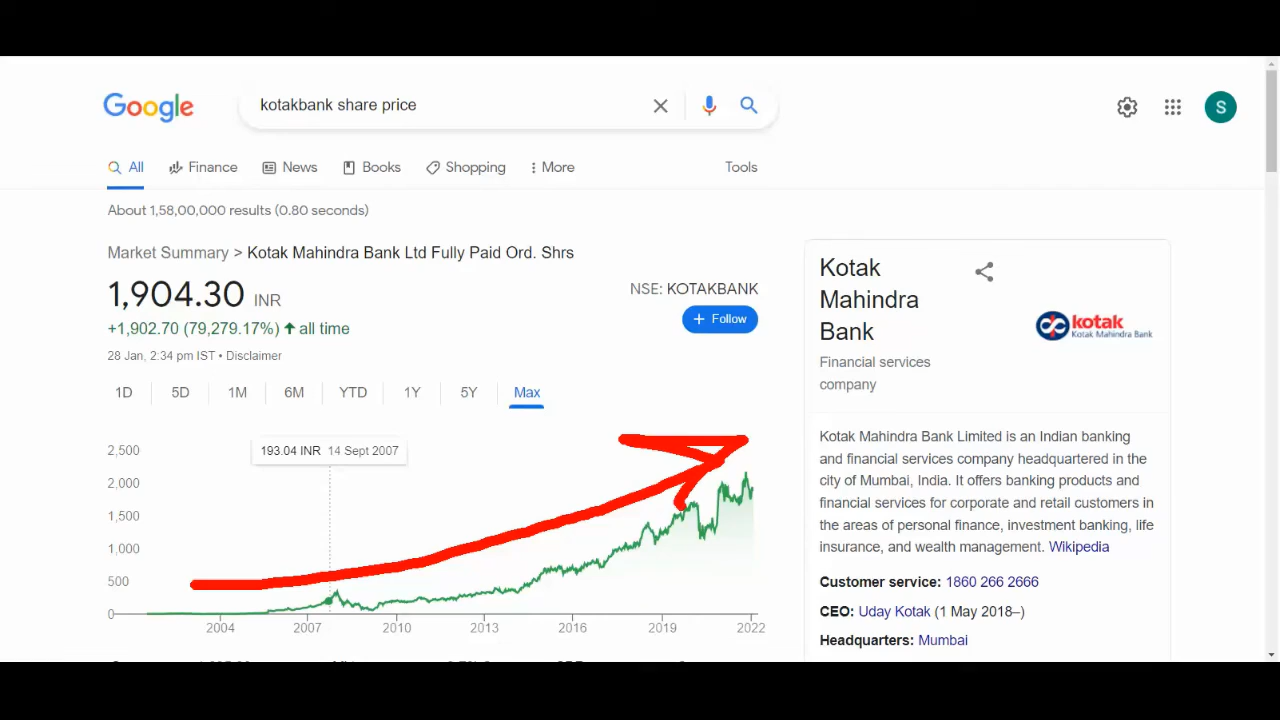 Google
kotakbank share price
All
Finance
News
Books
Shopping
More
Tools
About 1,58,00,000 results (0.80 seconds)
Market Summary > Kotak Mahindra Bank Ltd Fully Paid Ord. Shrs
1,904.30 INR
+1,902.70 (79,279.17%) ↑ all time
28 Jan, 2.34 pm IST • Disclaimer
NSE: KOTAKBANK
+ Follow
1D
5D
1M
6M
YTD
1Y
5Y
Max
193.04 INR 14 Sept 2007
2,500
2,000
1,500
1,000
500
0
2004
2007
2010
2013
2016
2019
2022
S
Kotak
Mahindra
Bank
Financial services
company
kotak
Kotak Mahindra Bank
Kotak Mahindra Bank Limited is an Indian banking
and financial services company headquartered in the
city of Mumbai, India. It offers banking products and
financial services for corporate and retail customers in
the areas of personal finance, investment banking, life
insurance, and wealth management. Wikipedia
Customer service: 1860 266 2666
CEO: Uday Kotak (1 May 2018–)
Headquarters: Mumbai